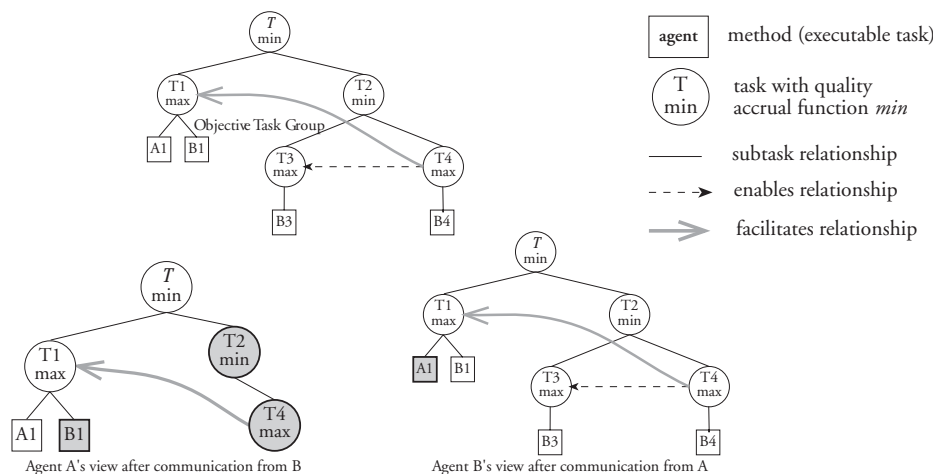 T
min
T1
max
T2
min
Objective Task Group
A1
B1
T3
max
T4
max
B3
B4
agent
method (executable task)
T
min
task with quality
accrual function min
subtask relationship
enables relationship
facilitates relationship
T
min
T1
max
T2
min
A1
B1
T4
max
Agent A's view after communication from B
T
min
T1
max
T2
min
A1
B1
T3
max
T4
max
B3
B4
Agent B's view after communication from A